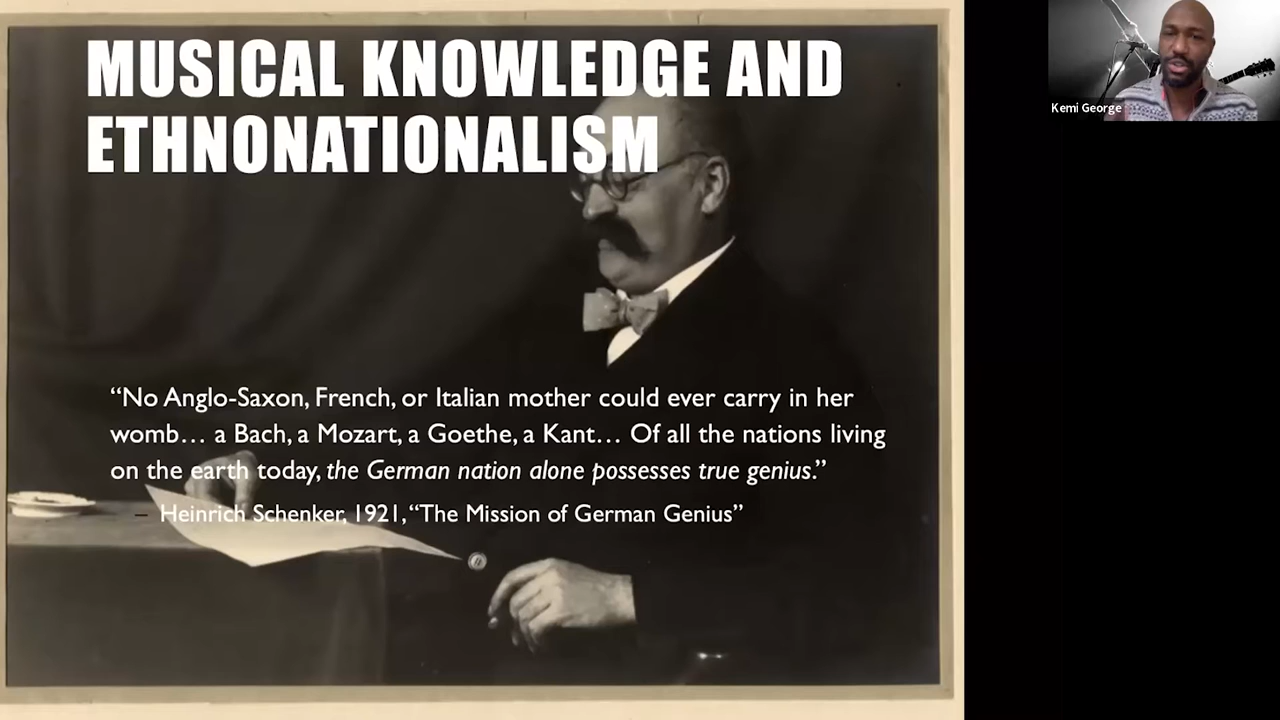 MUSICAL KNOWLEDGE AND
ETHNONATIONALISM
“No Anglo-Saxon, French, or Italian mother could ever carry in her
womb… a Bach, a Mozart, a Goethe, a Kant… Of all the nations living
on the earth today, the German nation alone possesses true genius.”
– Heinrich Schenker, 1921, “The Mission of German Genius”
Kemi George